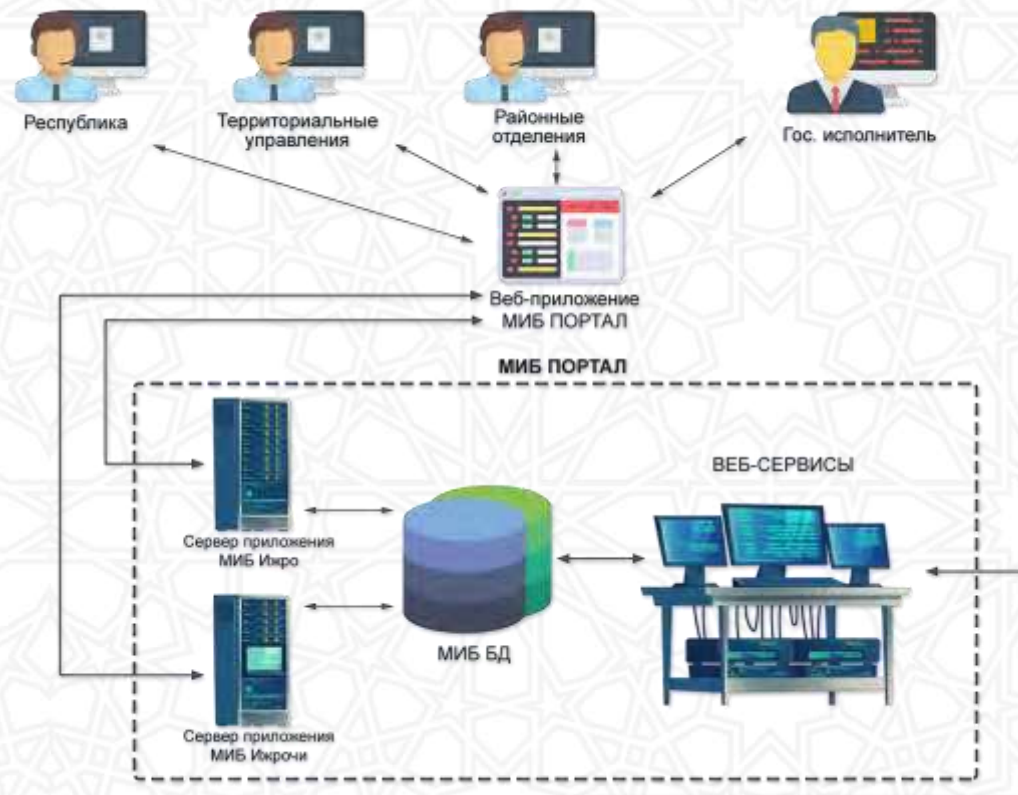 Республика
Территориальные
управления
Районные
отделения
Гос. исполнитель
Веб-приложение
МИБ ПОРТАЛ
МИБ ПОРТАЛ
ВЕБ-СЕРВИСЫ
Сервер приложения
МИБ Ижро
МИБ БД
Сервер приложения
МИБ Ижрочи